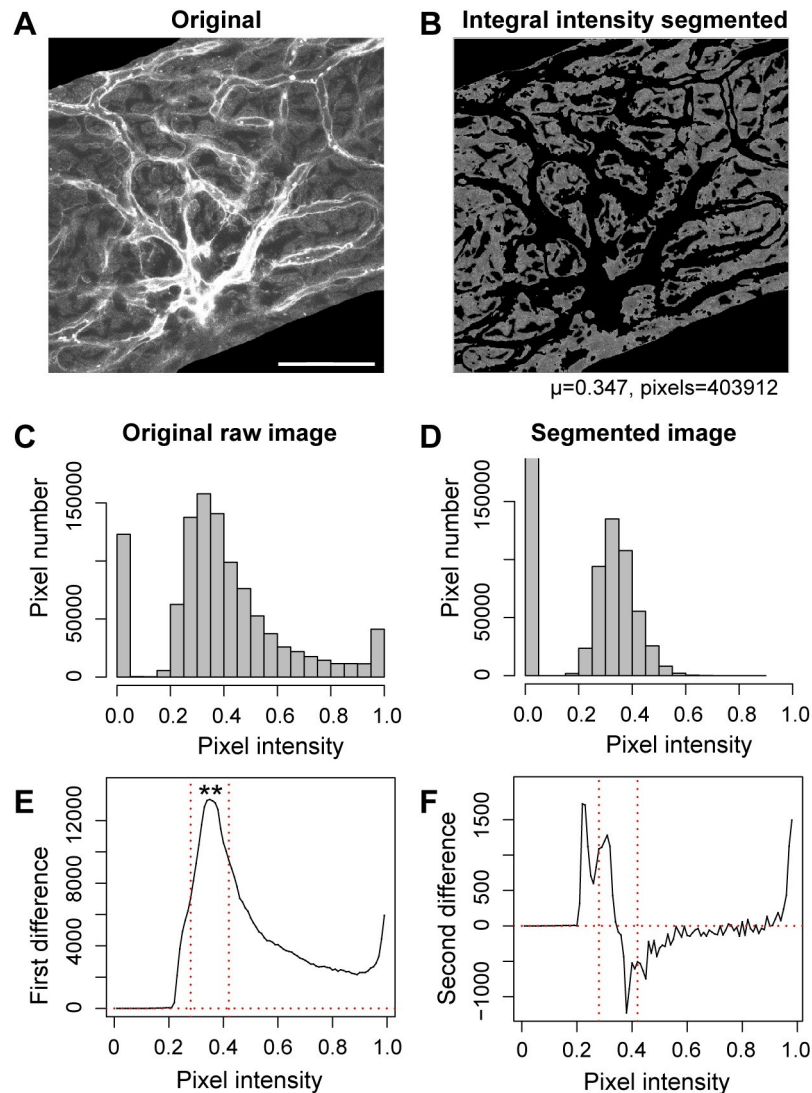 A Original
B Integral intensity segmented
µ=0.347, pixels=403912
C Original raw image
D Segmented image
Pixel number
150000
50000
0
0.0 0.2 0.4 0.6 0.8 1.0
Pixel intensity
Pixel number
150000
50000
0
0.0 0.2 0.4 0.6 0.8 1.0
Pixel intensity
E
**
First difference
12000
8000
4000
0
0 0.2 0.4 0.6 0.8 1.0
Pixel intensity
F
Second difference
1500
500
0
−1000
0 0.2 0.4 0.6 0.8 1.0
Pixel intensity